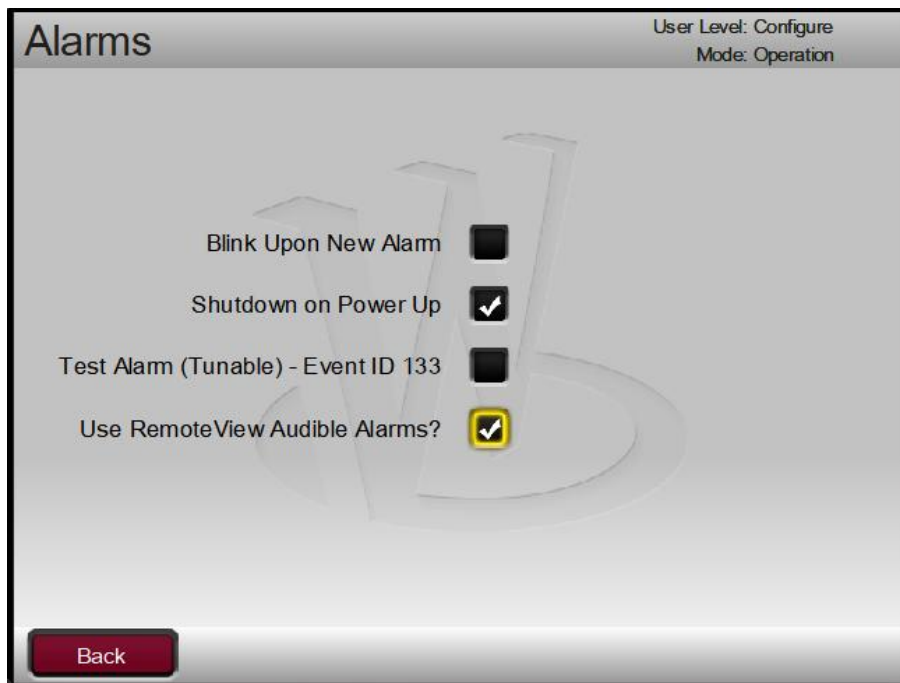 Alarms
User Level: Configure
Mode: Operation
Blink Upon New Alarm
Shutdown on Power Up
Test Alarm (Tunable) - Event ID 133
Use RemoteView Audible Alarms?
Back